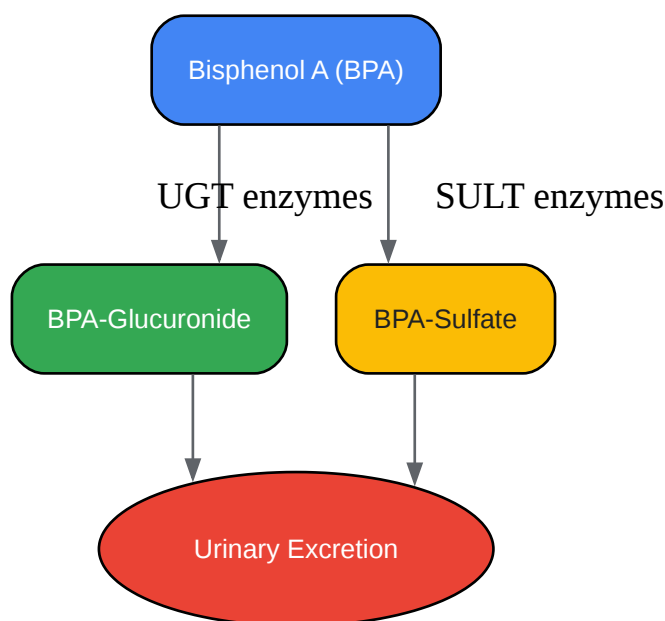 Bisphenol A (BPA)
UGT enzymes
SULT enzymes
BPA-Glucuronide
BPA-Sulfate
Urinary Excretion